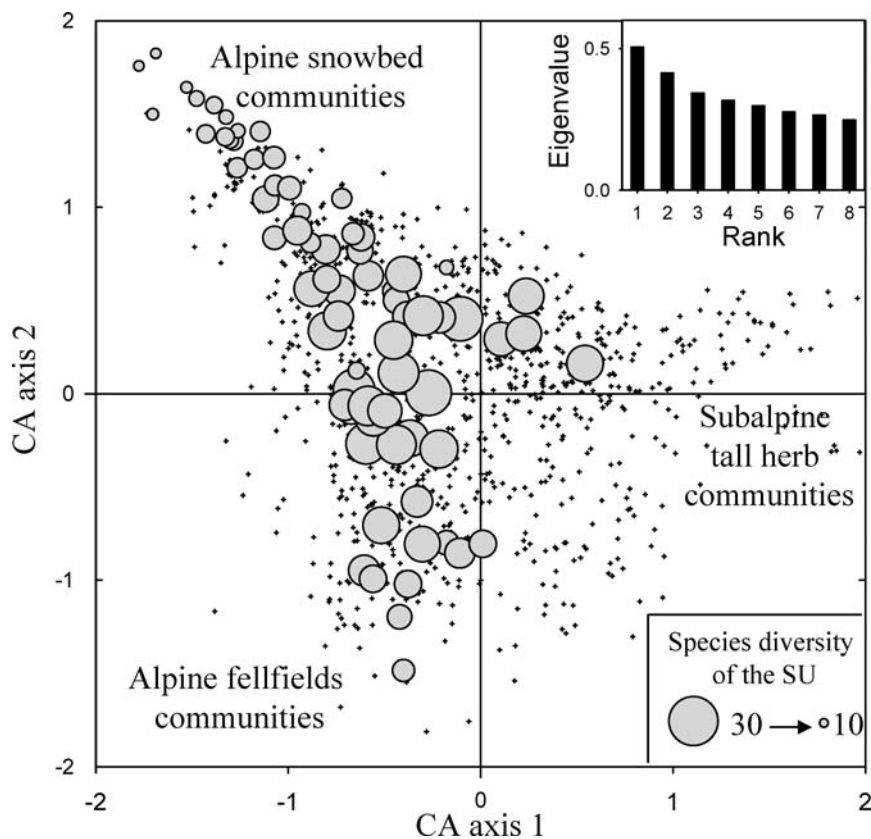 2
1
0
-1
-2
CA axis 2
-2
-1
0
1
2
CA axis 1
Alpine snowbed
communities
Subalpine
tall herb
communities
Alpine fellfields
communities
0.5
0.0
Eigenvalue
1 2 3 4 5 6 7 8
Rank
Species diversity
of the SU
30 → 10